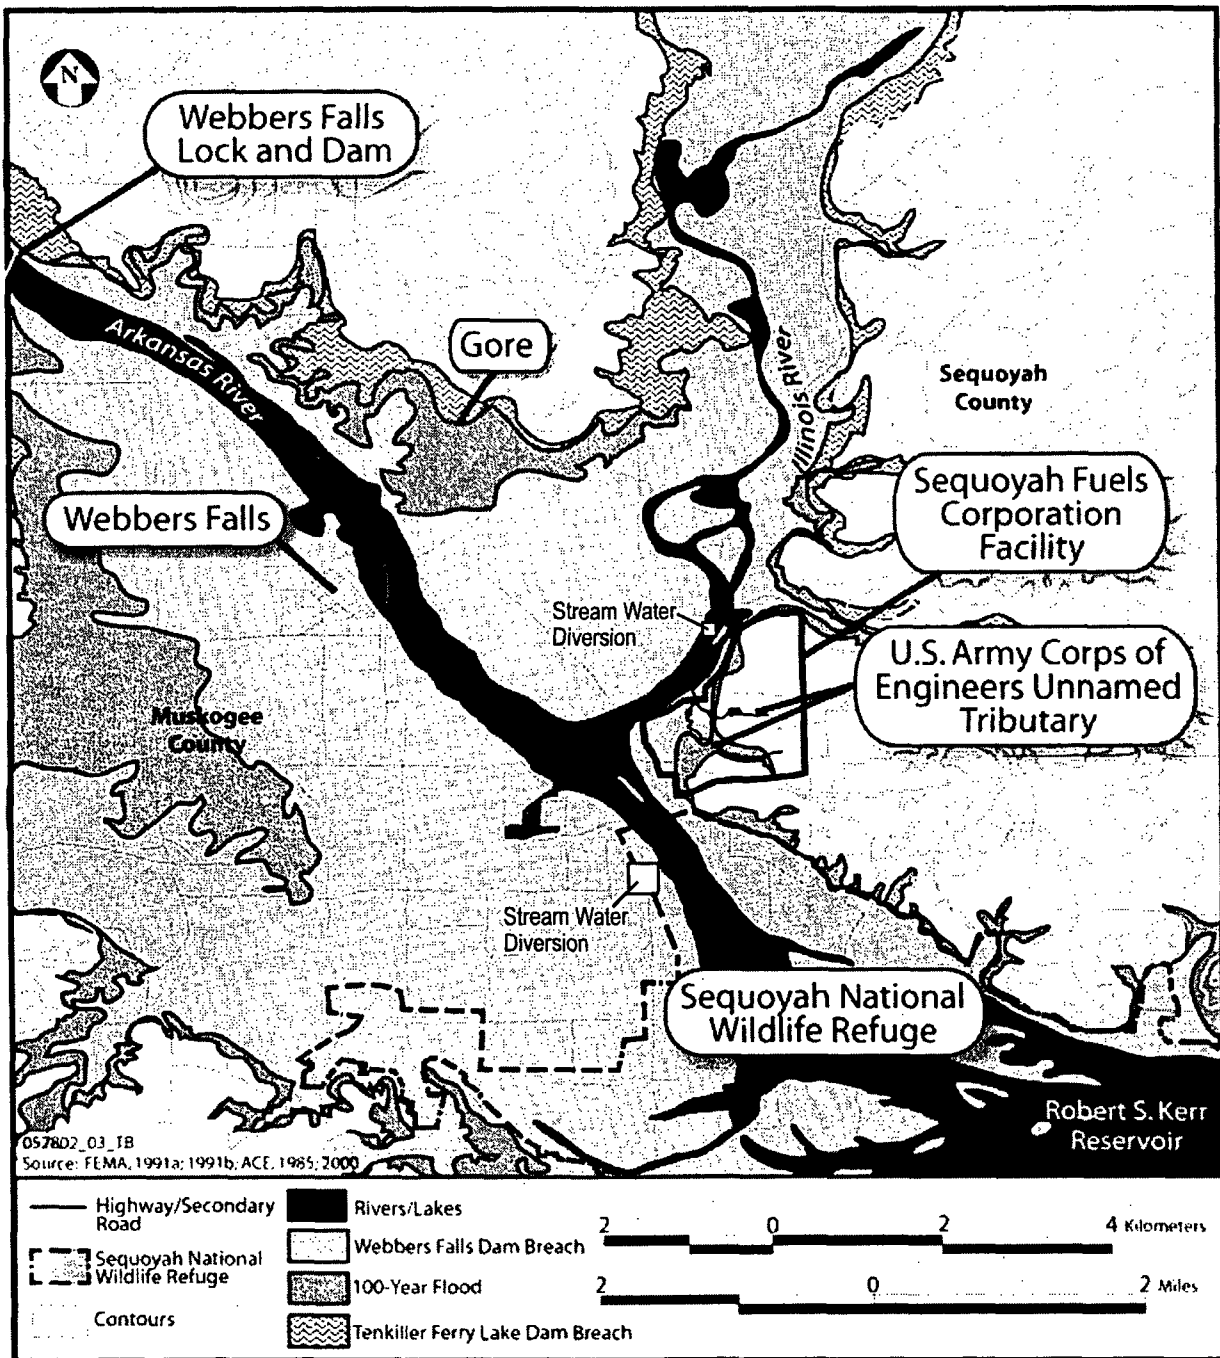 N
Webbers Falls
Lock and Dam
Arkansas River
Gore
Illinois River
Sequoyah
County
Webbers Falls
Sequoyah Fuels
Corporation
Facility
Stream Water
Diversion
U.S. Army Corps of
Engineers Unnamed
Tributary
Muskogee
County
Stream Water
Diversion
Sequoyah National
Wildlife Refuge
Robert S. Kerr
Reservoir
057802_03_TB
Source: FEMA, 1991a; 1991b; ACE, 1985; 2000
Highway/Secondary
Road
Sequoyah National
Wildlife Refuge
Contours
Rivers/Lakes
Webbers Falls Dam Breach
100-Year Flood
Tenkiller Ferry Lake Dam Breach
2 0 2 4 Kilometers
2 0 2 Miles